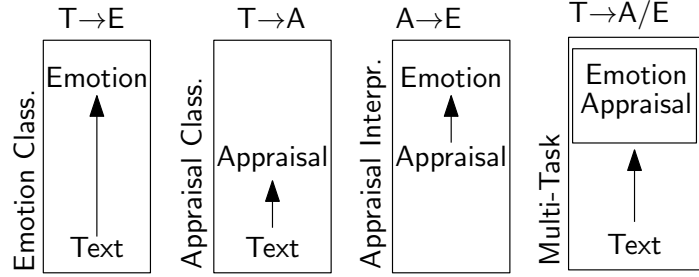 T→E
Emotion Class.
Emotion
Text
T→A
Appraisal Class.
Appraisal
Text
A→E
Appraisal Interpr.
Emotion
Appraisal
T→A/E
Multi-Task
Emotion
Appraisal
Text